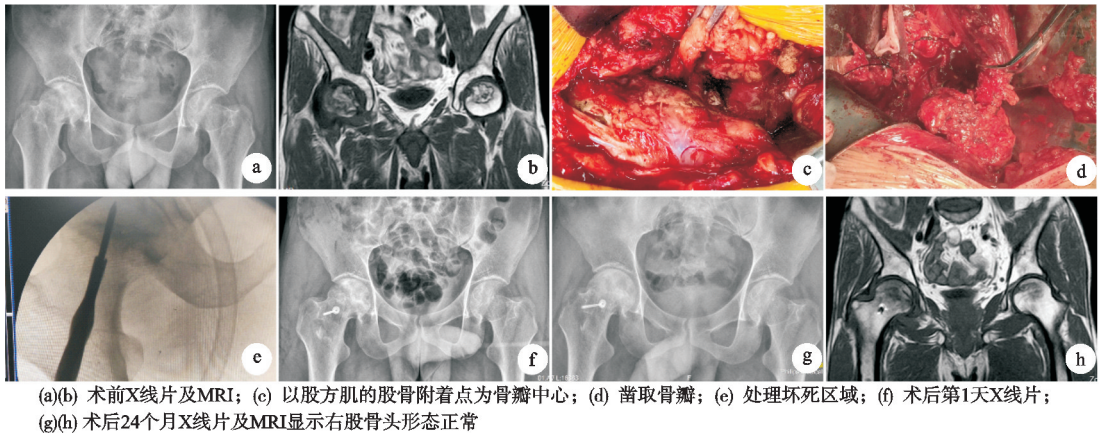 a
b
c
d
e
f
g
h
(a)(b) 术前X线片及MRI；(c) 以股方肌的股骨附着点为骨瓣中心；(d) 凿取骨瓣；(e) 处理坏死区域；(f) 术后第1天X线片；
(g)(h) 术后24个月X线片及MRI显示右股骨头形态正常